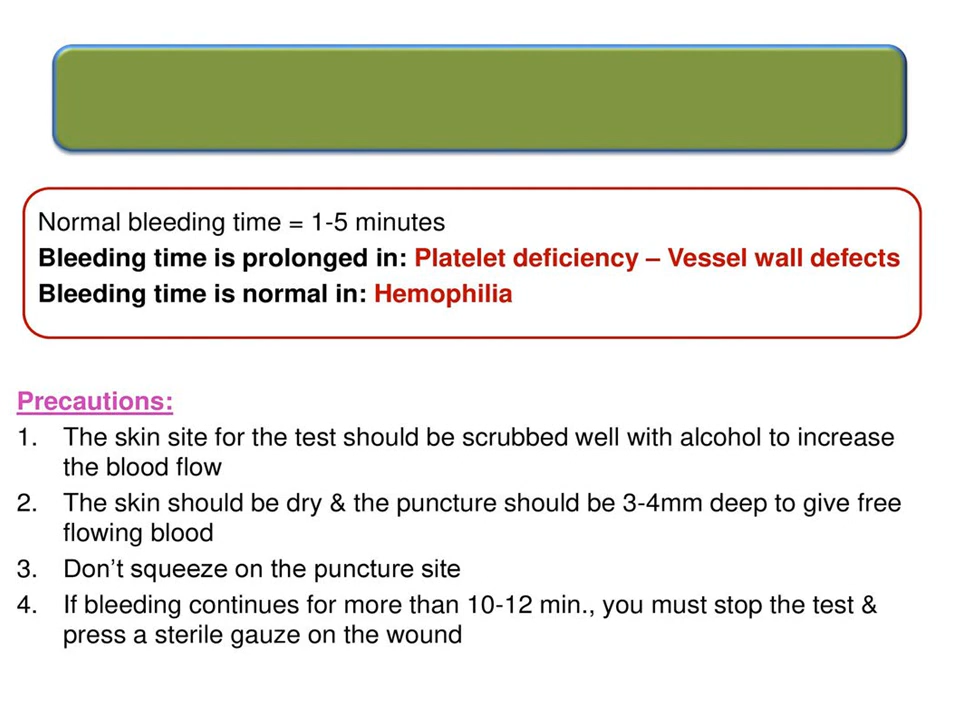 Normal bleeding time = 1-5 minutes
Bleeding time is prolonged in: Platelet deficiency – Vessel wall defects
Bleeding time is normal in: Hemophilia
Precautions:
1. The skin site for the test should be scrubbed well with alcohol to increase
the blood flow
2. The skin should be dry & the puncture should be 3-4mm deep to give free
flowing blood
3. Don’t squeeze on the puncture site
4. If bleeding continues for more than 10-12 min., you must stop the test &
press a sterile gauze on the wound